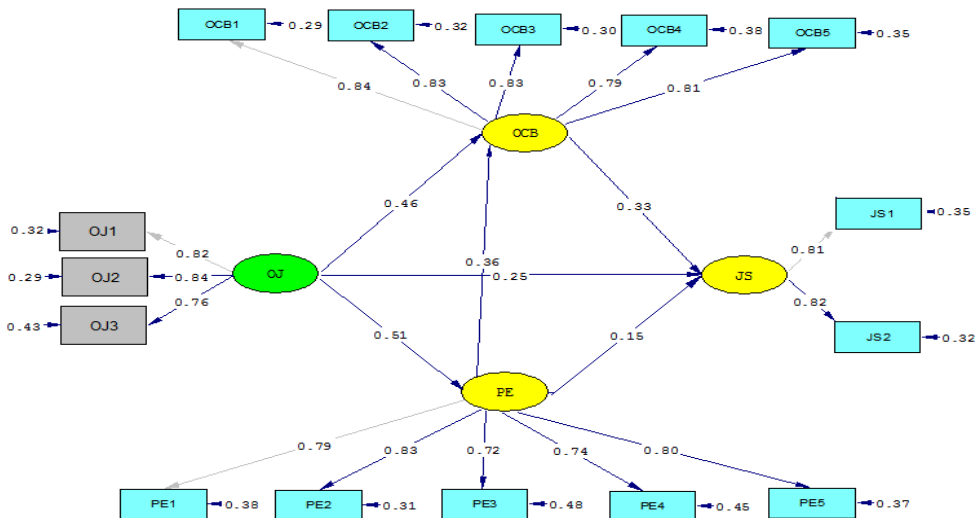 OCB1 0.29 OCB2 0.32 OCB3 0.30 OCB4 0.38 OCB5 0.35
0.84 0.83 0.83 0.79 0.81
OCB
0.46 0.33
JS1 0.35
0.32 OJ1
0.82 0.36 0.81
0.29 OJ2 0.84 OJ 0.25 JS
0.76 0.82
0.43 OJ3
0.51 0.15 JS2 0.32
PE
0.79 0.83 0.72 0.74 0.80
PE1 0.38 PE2 0.31 PE3 0.48 PE4 0.45 PE5 0.37